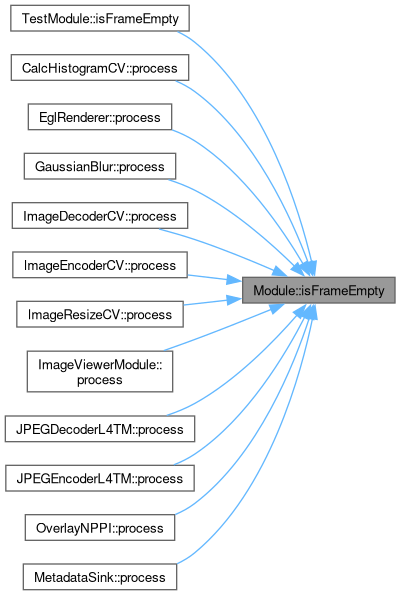 TestModule::isFrameEmpty
CalcHistogramCV::process
EglRenderer::process
GaussianBlur::process
ImageDecoderCV::process
ImageEncoderCV::process
Module::isFrameEmpty
ImageResizeCV::process
ImageViewerModule::
process
JPEGDecoderL4TM::process
JPEGEncoderL4TM::process
OverlayNPPI::process
MetadataSink::process